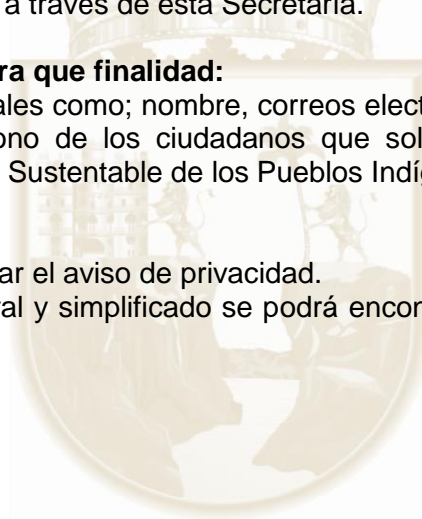 a través de esta Secretaría.
ra que finalidad:
ales como; nombre, correos elect
ono de los ciudadanos que sol
Sustentable de los Pueblos Indíg
ar el aviso de privacidad.
al y simplificado se podrá encon